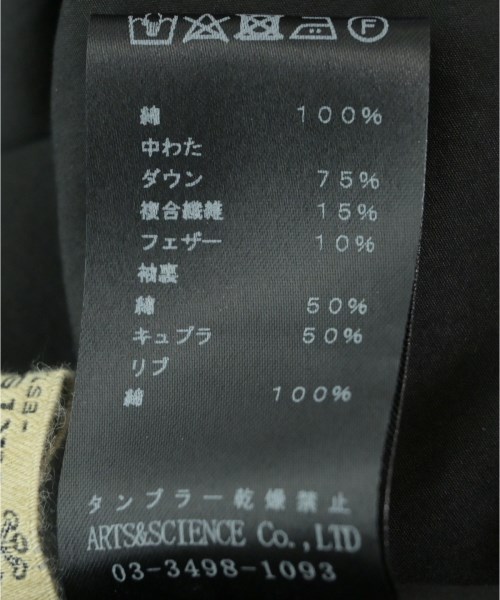 F
綿 100%
中わた
ダウン 75%
複合繊維 15%
フェザー 10%
袖裏
綿 50%
キュプラ 50%
リブ
綿 100%
タンブラー乾燥禁止
ARTS&SCIENCE Co.,LTD
03-3498-1093